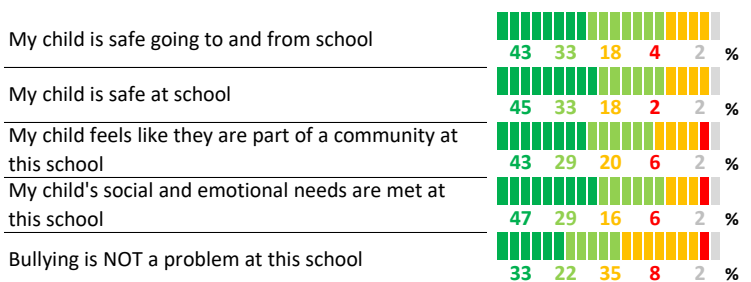 My child is safe going to and from school
43 33 18 4 2 %
My child is safe at school
45 33 18 2 2 %
My child feels like they are part of a community at
this school
43 29 20 6 2 %
My child's social and emotional needs are met at
this school
47 29 16 6 2 %
Bullying is NOT a problem at this school
33 22 35 8 2 %